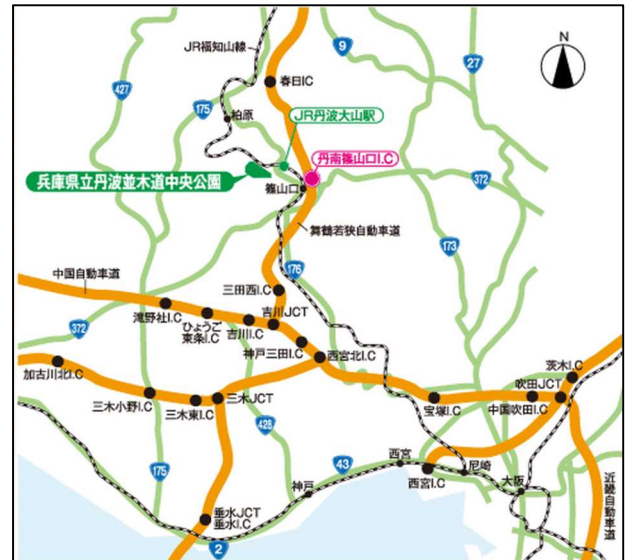 JR福知山線
9
27
427
春日IC
175
柏原
JR丹波大山駅
N
丹南篠山口I.C
兵庫県立丹波並木道中央公園
篠山口
372
舞鶴若狭自動車道
173
176
中国自動車道
三田西I.C
滝野社I.C
ひょうご
東条I.C
吉川I.C
吉川JCT
372
神戸三田I.C
西宮北I.C
茨木I.C
加古川北I.C
吹田JCT
三木小野I.C
三木東I.C
三木JCT
宝塚I.C
中国吹田I.C
428
175
43
西宮
西宮I.C
尼崎
大阪
神戸
近畿自動車道
垂水JCT
垂水I.C
2